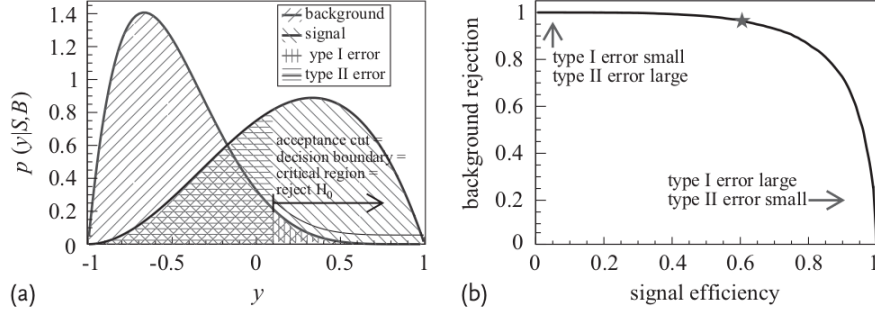 1.4
1.2
1
0.8
0.6
0.4
0.2
0
p (y|S,B)
background
signal
ype I error
type II error
acceptance cut =
decision boundary =
critical region =
reject H₀
-1 -0.5 0 0.5 1
(a) y
1
0.8
0.6
0.4
0.2
0
background rejection
type I error small
type II error large
type I error large
type II error small
0 0.2 0.4 0.6 0.8 1
(b) signal efficiency